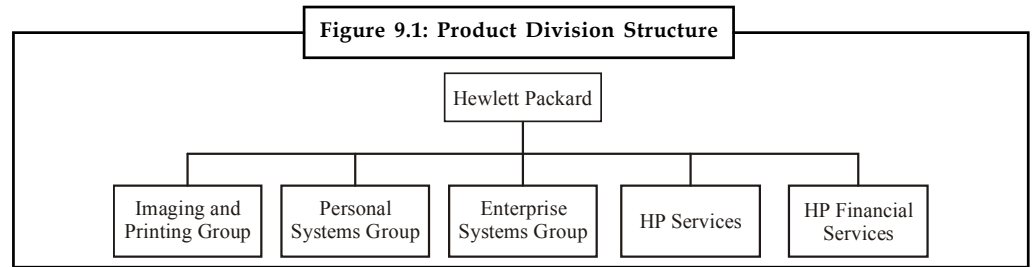 Figure 9.1: Product Division Structure
Hewlett Packard
Imaging and
Printing Group
Personal
Systems Group
Enterprise
Systems Group
HP Services
HP Financial
Services